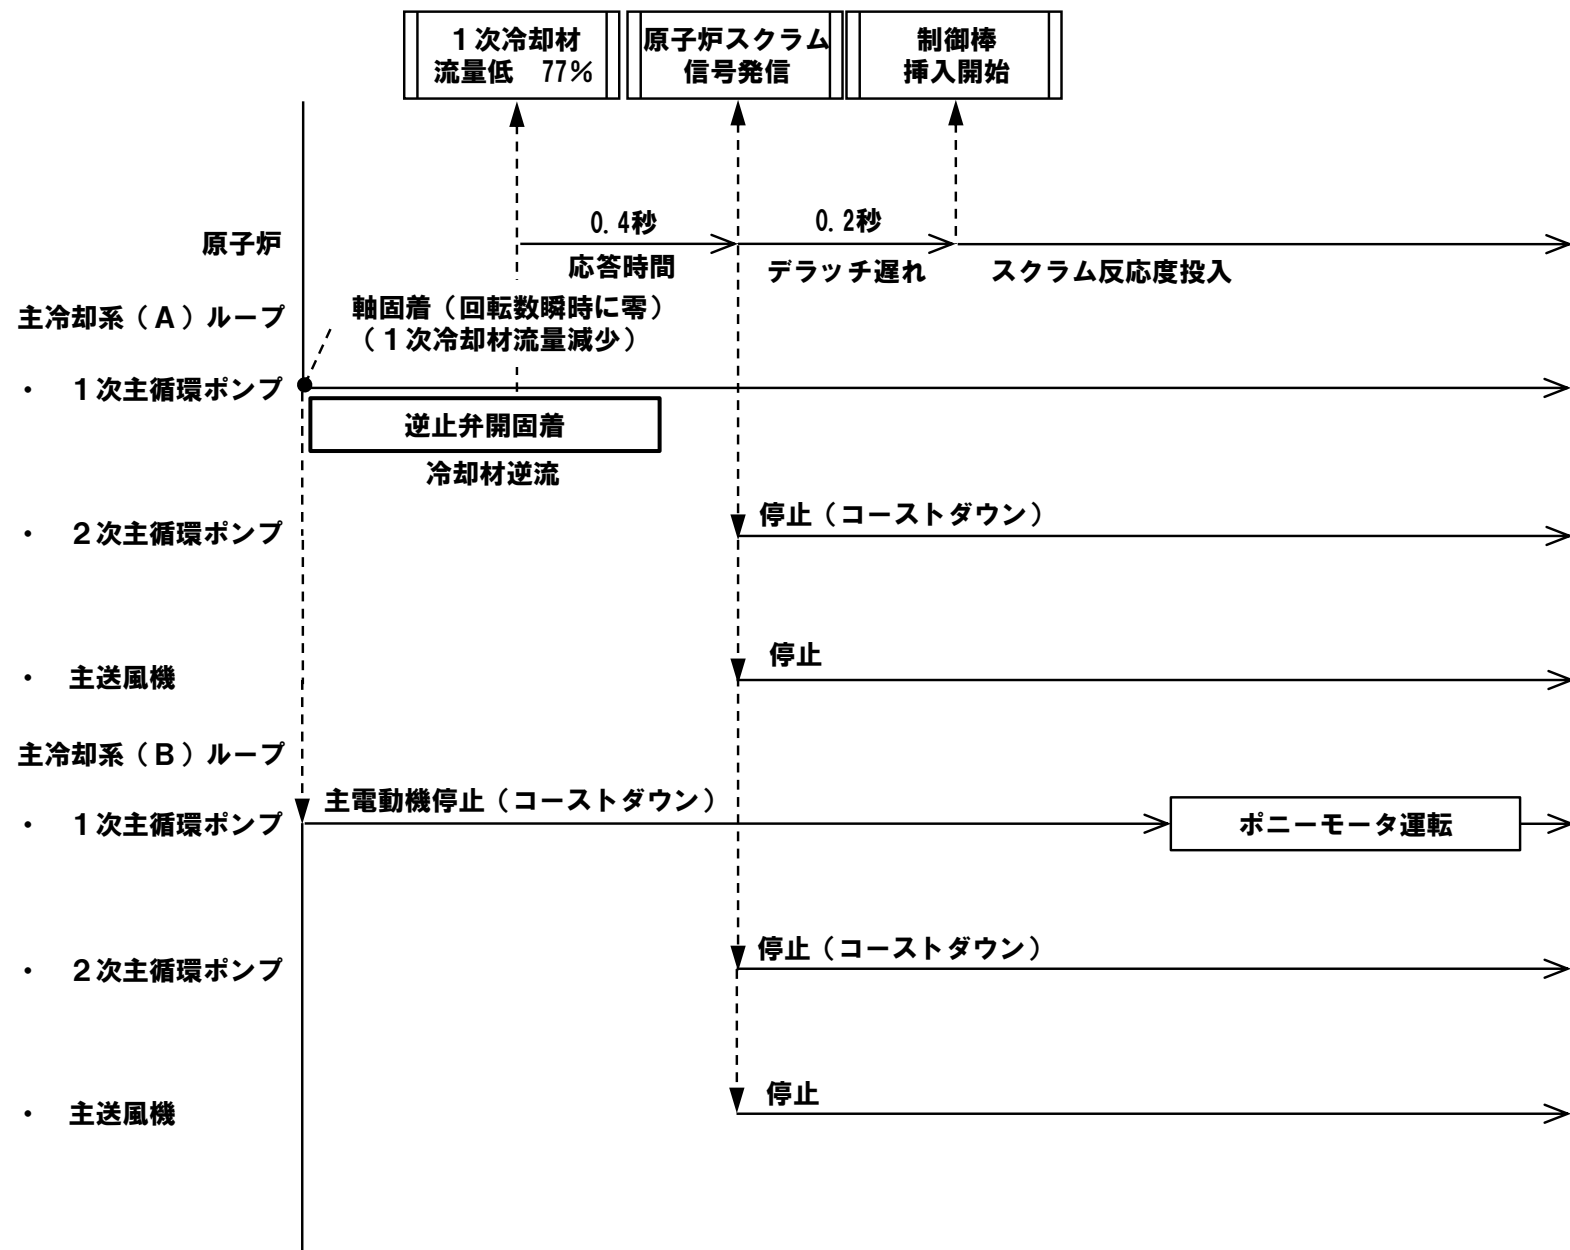 １次冷却材
流量低　77％
原子炉スクラム
信号発信
制御棒
挿入開始
0.4秒
0.2秒
原子炉
応答時間
デラッチ遅れ
スクラム反応度投入
主冷却系（Ａ）ループ
軸固着（回転数瞬時に零）
（１次冷却材流量減少）
・　１次主循環ポンプ
逆止弁開固着
冷却材逆流
・　２次主循環ポンプ
停止（コーストダウン）
・　主送風機
停止
主冷却系（Ｂ）ループ
・　１次主循環ポンプ
主電動機停止（コーストダウン）
ポニーモータ運転
・　２次主循環ポンプ
停止（コーストダウン）
・　主送風機
停止